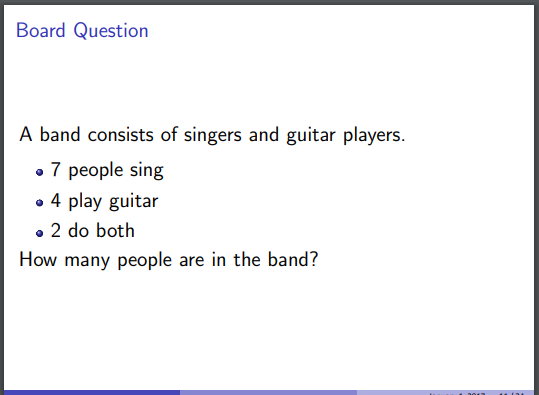 Board Question
A band consists of singers and guitar players.
7 people sing
4 play guitar
2 do both
How many people are in the band?